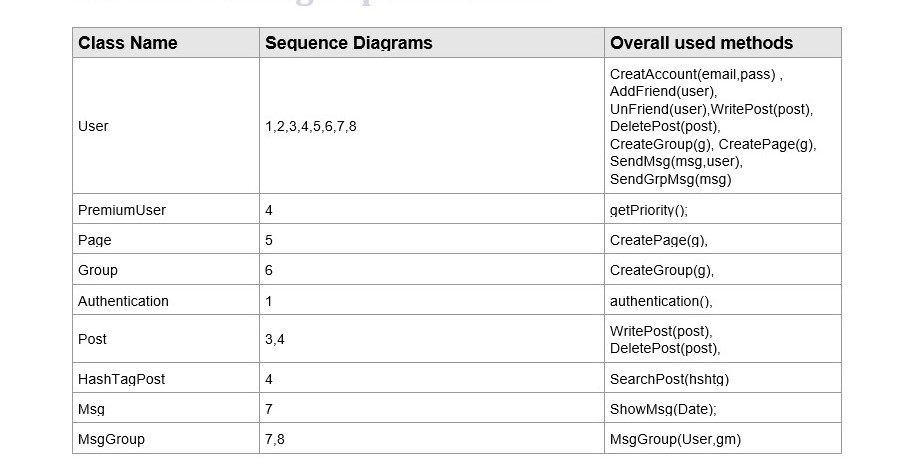 Class Name Sequence Diagrams Overall used methods
CreatAccount(email,pass) ,
AddFriend(user),
UnFriend(user),WritePost(post),
User 1,2,3,4,5,6,7,8 DeletePost(post),
CreateGroup(g), CreatePage(g),
SendMsg(msg,user),
SendGrpMsg(msg)
PremiumUser 4 getPriority();
Page 5 CreatePage(g),
Group 6 CreateGroup(g),
Authentication 1 authentication(),
Post 3,4 WritePost(post),
DeletePost(post),
HashTagPost 4 SearchPost(hshtg)
Msg 7 ShowMsg(Date);
MsgGroup 7,8 MsgGroup(User,gm)